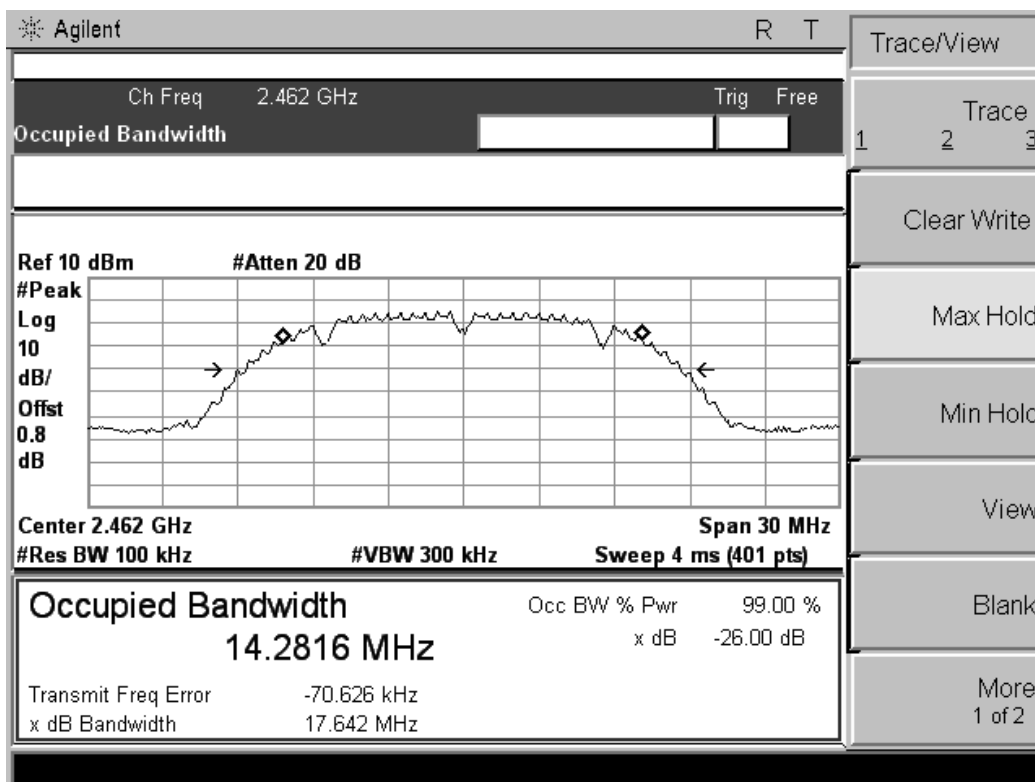 Agilent R T
Trace/View
Ch Freq 2.462 GHz Trig Free
Occupied Bandwidth
Trace
1 2 3
Clear Write
Max Hold
Min Hold
View
Blank
More
1 of 2
Ref 10 dBm #Atten 20 dB
#Peak
Log
10
dB/
Offst
0.8
dB
Center 2.462 GHz Span 30 MHz
#Res BW 100 kHz #VBW 300 kHz Sweep 4 ms (401 pts)
Occupied Bandwidth Occ BW % Pwr 99.00 %
14.2816 MHz x dB -26.00 dB
Transmit Freq Error -70.626 kHz
x dB Bandwidth 17.642 MHz